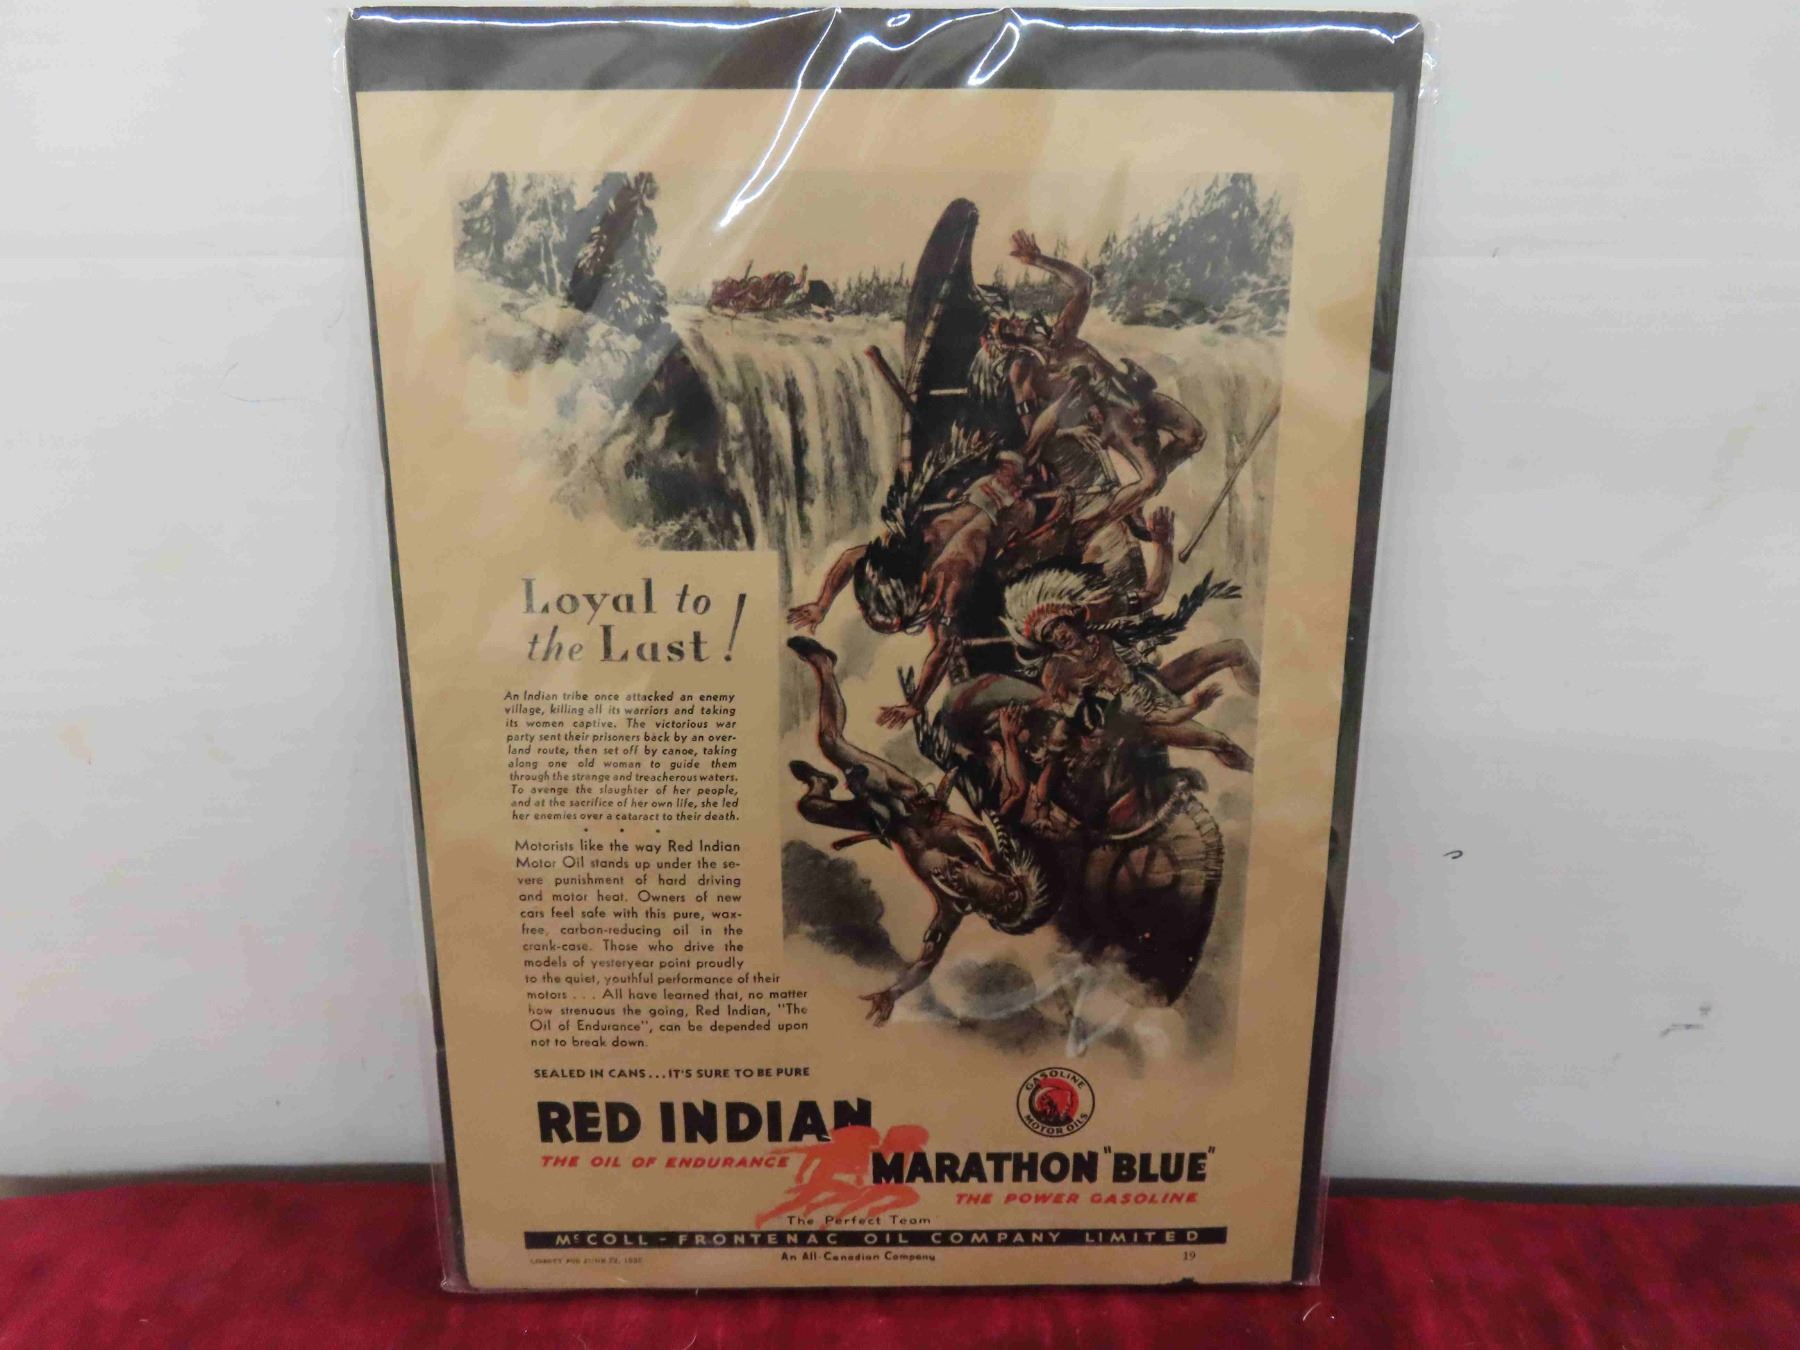 Loyal to
the Last!
An Indian tribe once attacked an enemy
village, killing all its warriors and taking
its women captive. The victorious war
party sent their prisoners back by an over-
land route, then set off by canoe, taking
along one old woman to guide them
through the strange and treacherous waters.
To avenge the slaughter of her people,
and at the sacrifice of her own life, she led
her enemies over a cataract to their death.
Motorists like the way Red Indian
Motor Oil stands up under the se-
vere punishment of hard driving
and motor heat. Owners of new
cars feel safe with this pure, wax-
free, carbon-reducing oil in the
crank-case. Those who drive the
models of yesteryear point proudly
to the quiet, youthful performance of their
motors . . . All have learned that, no matter
how strenuous the going, Red Indian, "The
Oil of Endurance", can be depended upon
not to break down.
SEALED IN CANS...IT'S SURE TO BE PURE
GASOLINE
MOTOR OILS
RED INDIAN
THE OIL OF ENDURANCE
MARATHON "BLUE"
THE POWER GASOLINE
The Perfect Team
McCOLL-FRONTENAC OIL COMPANY LIMITED
An All-Canadian Company
19